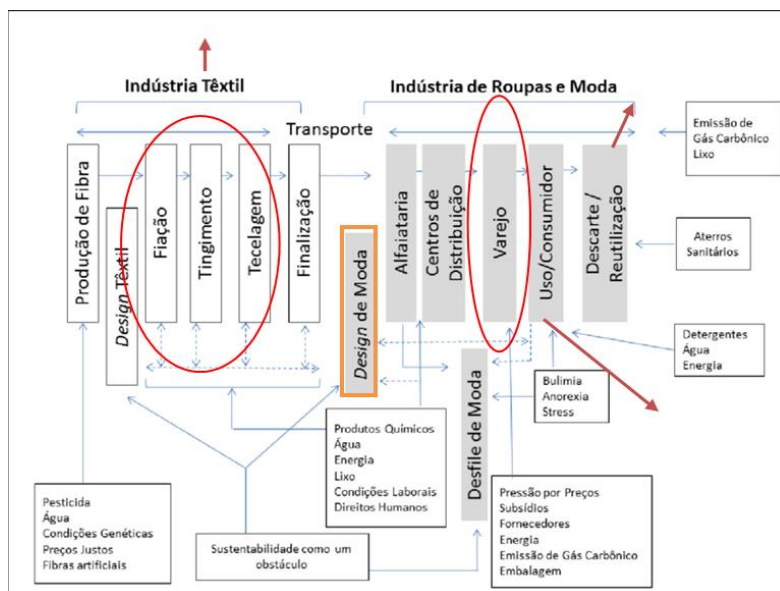 Indústria Têxtil
Indústria de Roupas e Moda
Transporte
Produção de Fibra
Design Têxtil
Fiação
Tingimento
Tecelagem
Finalização
Design de Moda
Alfaiataria
Centros de
Distribuição
Varejo
Uso/Consumidor
Descarte /
Reutilização
Desfile de Moda
Emissão de
Gás Carbônico
Lixo
Aterros
Sanitários
Detergentes
Água
Energia
Bulimia
Anorexia
Stress
Produtos Químicos
Água
Energia
Lixo
Condições Laborais
Direitos Humanos
Pressão por Preços
Subsídios
Fornecedores
Energia
Emissão de Gás Carbônico
Embalagem
Pesticida
Água
Condições Genéticas
Preços Justos
Fibras artificiais
Sustentabilidade como um
obstáculo